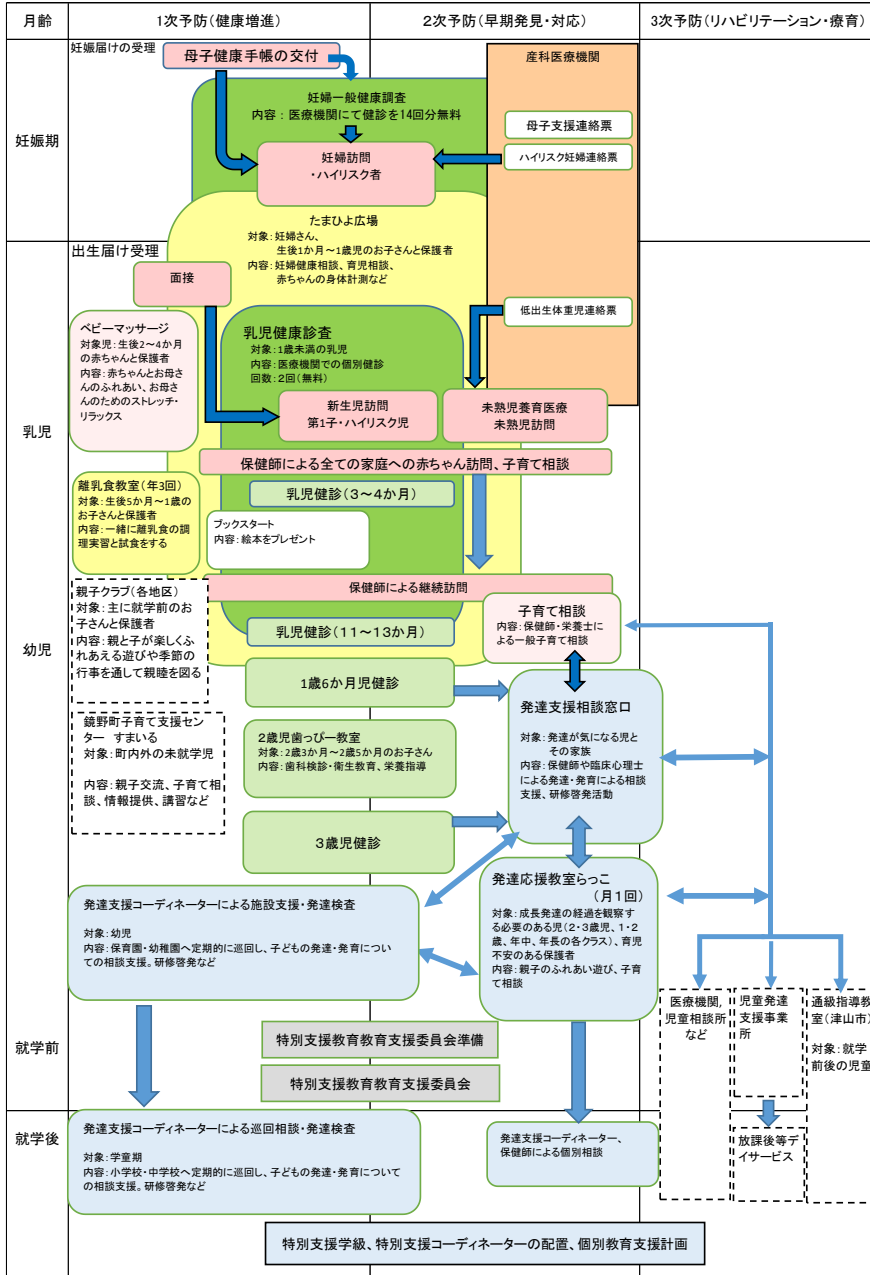 月齢
1次予防(健康増進)
2次予防(早期発見・対応)
3次予防(リハビリテーション・療育)
妊娠期
妊娠届けの受理
母子健康手帳の交付
妊婦一般健康調査
内容：医療機関にて健診を14回分無料
妊婦訪問
・ハイリスク者
産科医療機関
母子支援連絡票
ハイリスク妊婦連絡票
たまひよ広場
対象：妊婦さん、
生後1か月～1歳児のお子さんと保護者
内容：妊婦健康相談、育児相談、
赤ちゃんの身体計測など
乳児
出生届け受理
面接
低出生体重児連絡票
ベビーマッサージ
対象児：生後2～4か月
の赤ちゃんと保護者
内容：赤ちゃんとお母さ
んのふれあい、お母さ
んのためのストレッチ・
リラックス
乳児健康診査
対象：1歳未満の乳児
内容：医療機関での個別健診
回数：2回(無料)
新生児訪問
第1子・ハイリスク児
未熟児養育医療
未熟児訪問
保健師による全ての家庭への赤ちゃん訪問、子育て相談
離乳食教室(年3回)
対象：生後5か月～1歳の
お子さんと保護者
内容：一緒に離乳食の調
理実習と試食をする
乳児健診(3～4か月)
ブックスタート
内容：絵本をプレゼント
保健師による継続訪問
幼児
親子クラブ(各地区)
対象：主に就学前のお
子さんと保護者
内容：親と子が楽しくふ
れあえる遊びや季節の
行事を通して親睦を図る
乳児健診(11～13か月)
子育て相談
内容：保健師・栄養士
による一般子育て相談
1歳6か月児健診
鏡野町子育て支援セン
ター　すまいる
対象：町内外の未就学児
内容：親子交流、子育て相
談、情報提供、講習など
2歳児歯っぴー教室
対象：2歳3か月～2歳5か月のお子さん
内容：歯科検診・衛生教育、栄養指導
3歳児健診
発達支援相談窓口
対象：発達が気になる児と
その家族
内容：保健師や臨床心理士
による発達・発育による相談
支援、研修啓発活動
発達応援教室らっこ
(月1回)
対象：成長発達の経過を観察す
る必要のある児(2・3歳児、1・2
歳、年中、年長の各クラス)、育児
不安のある保護者
内容：親子のふれあい遊び、子育
て相談
発達支援コーディネーターによる施設支援・発達検査
対象：幼児
内容：保育園・幼稚園へ定期的に巡回し、子どもの発達・発育につい
ての相談支援。研修啓発など
医療機関,
児童相談所
など
児童発達
支援事業
所
通級指導教
室(津山市)
対象：就学
前後の児童
就学前
特別支援教育教育支援委員会準備
特別支援教育教育支援委員会
就学後
発達支援コーディネーターによる巡回相談・発達検査
対象：学童期
内容：小学校・中学校へ定期的に巡回し、子どもの発達・発育についての
の相談支援。研修啓発など
発達支援コーディネーター、
保健師による個別相談
放課後等デ
イサービス
特別支援学級、特別支援コーディネーターの配置、個別教育支援計画